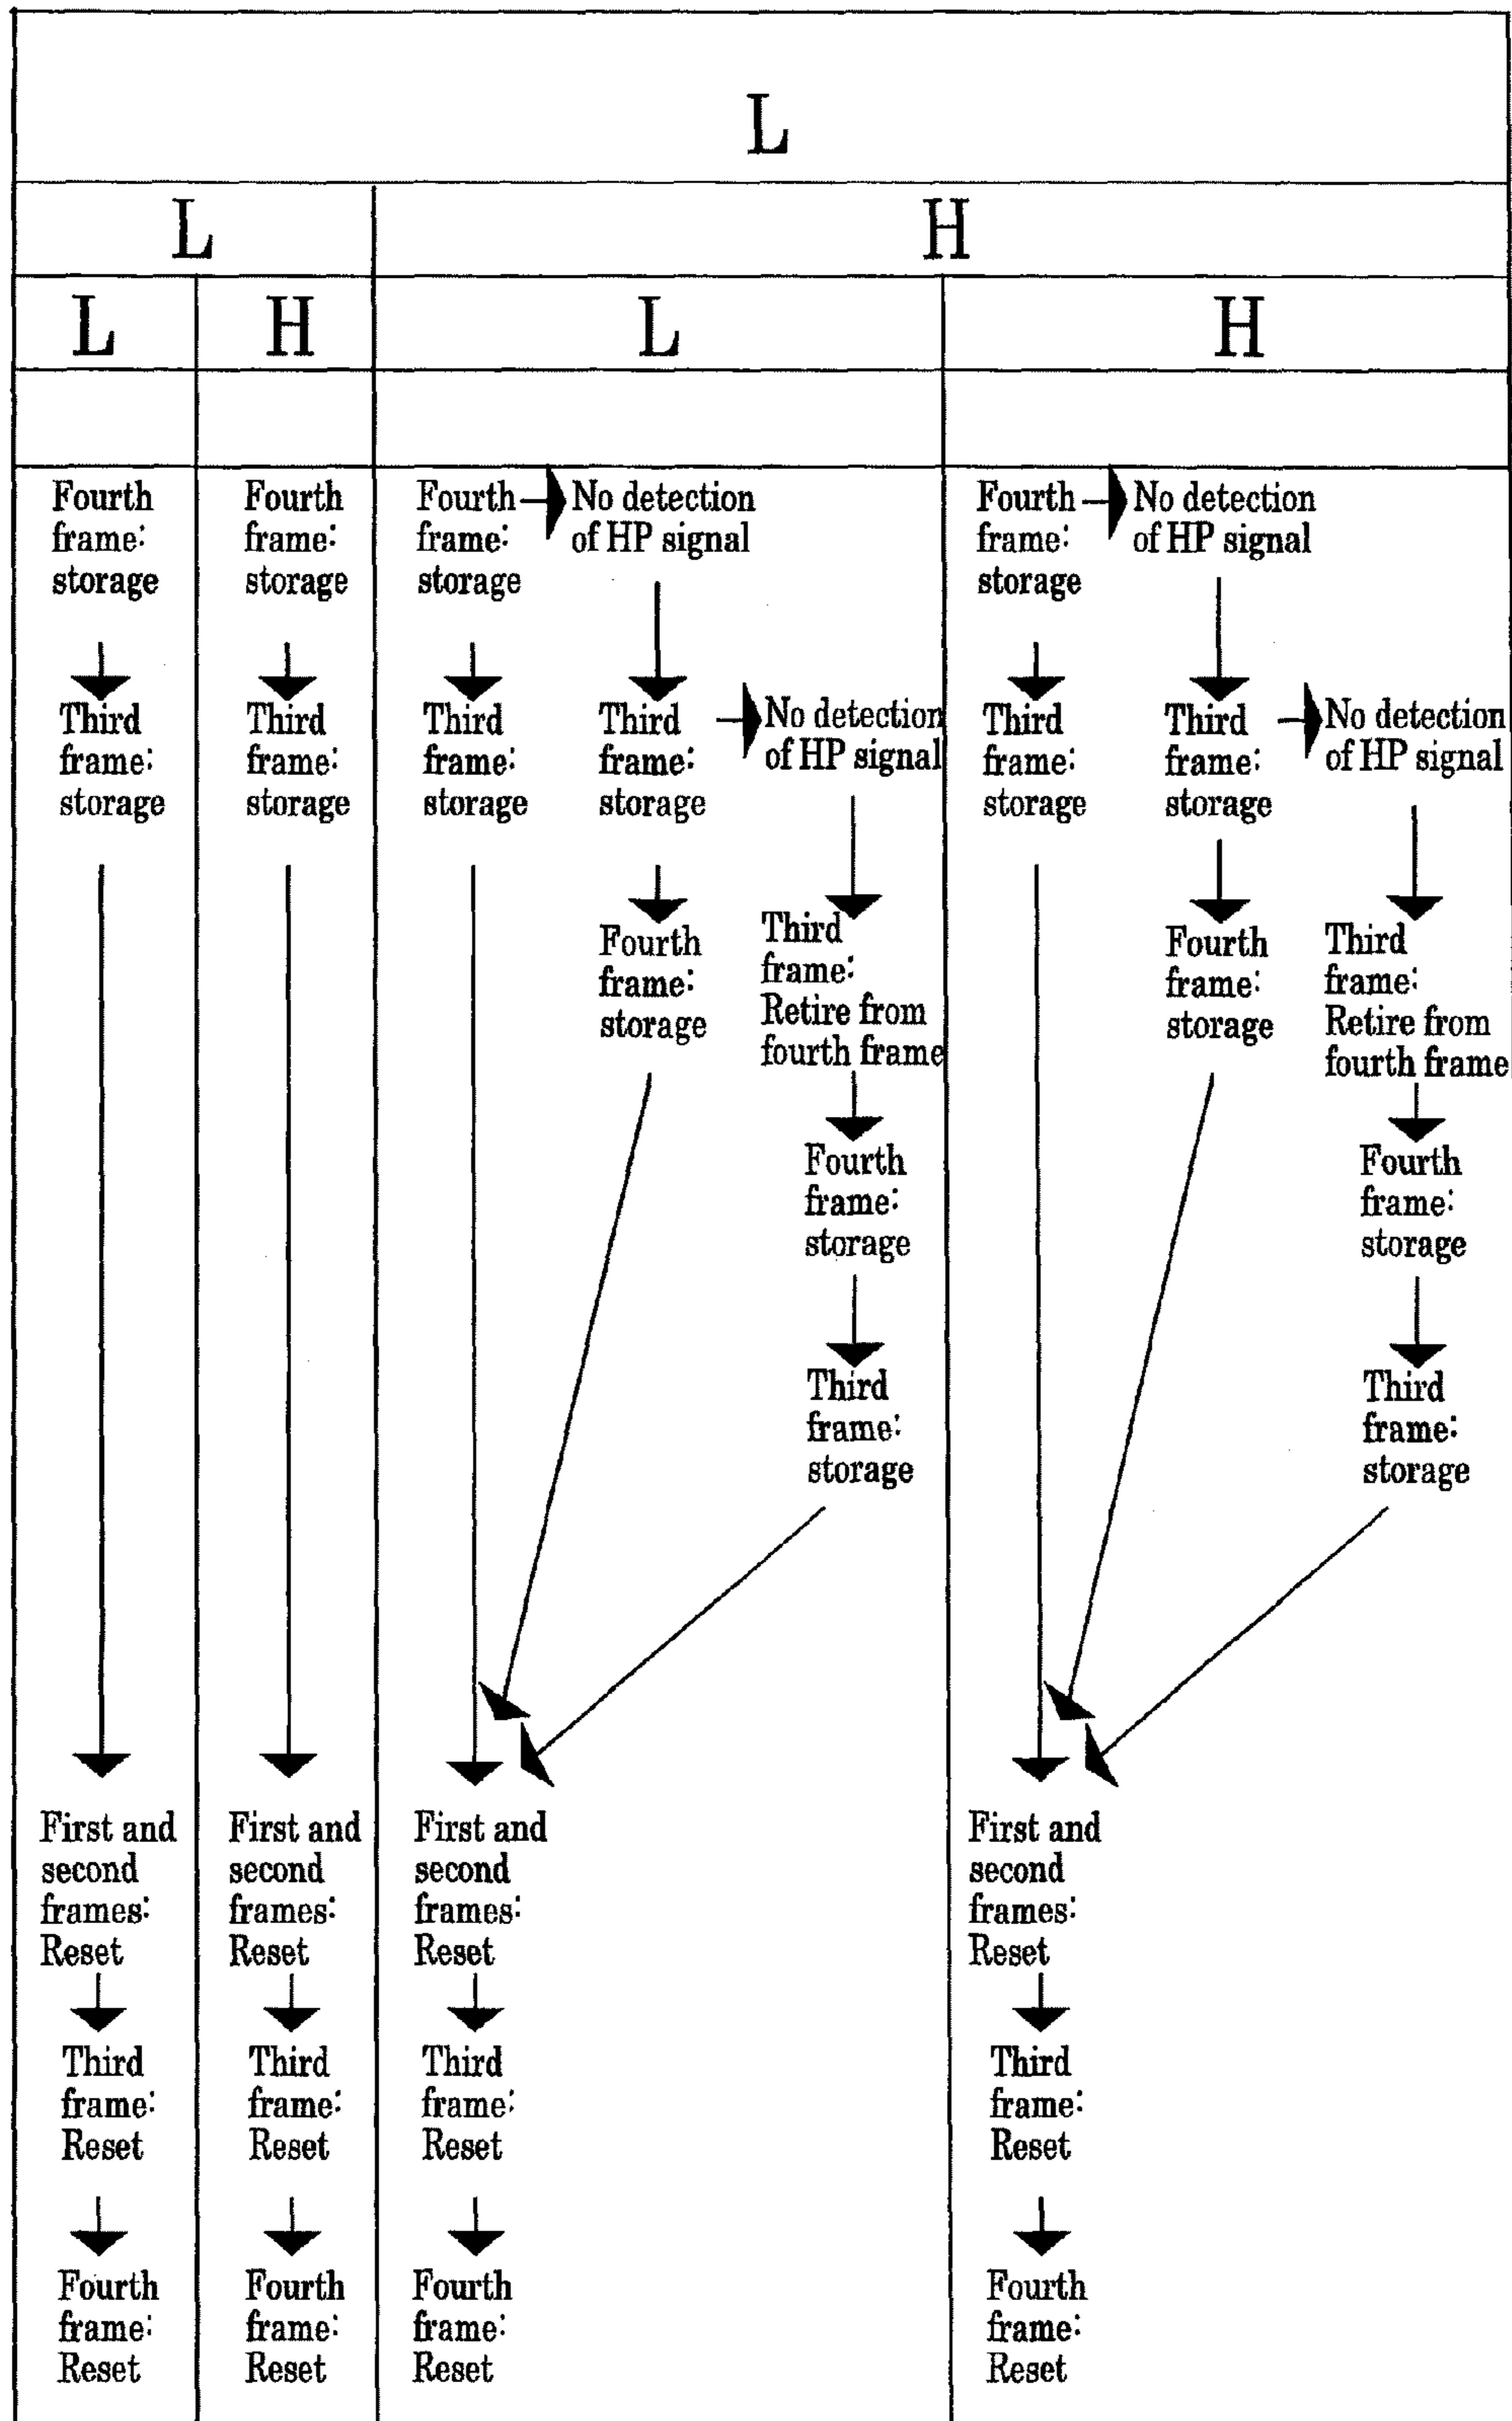 L
L
H
L
H
L
H
Fourth
frame:
storage
Third
frame:
storage
First and
second
frames:
Reset
Third
frame:
Reset
Fourth
frame:
Reset
Fourth
frame:
storage
Third
frame:
storage
First and
second
frames:
Reset
Third
frame:
Reset
Fourth
frame:
Reset
Fourth
frame:
storage
Third
frame:
storage
First and
second
frames:
Reset
Third
frame:
Reset
Fourth
frame:
Reset
No detection
of HP signal
Third
frame:
storage
Fourth
frame:
storage
No detection
of HP signal
Third
frame:
Retire from
fourth frame
Fourth
frame:
storage
Third
frame:
storage
Fourth
frame:
storage
Third
frame:
storage
First and
second
frames:
Reset
Third
frame:
Reset
Fourth
frame:
Reset
No detection
of HP signal
Third
frame:
storage
Fourth
frame:
storage
No detection
of HP signal
Third
frame:
Retire from
fourth frame
Fourth
frame:
storage
Third
frame:
storage